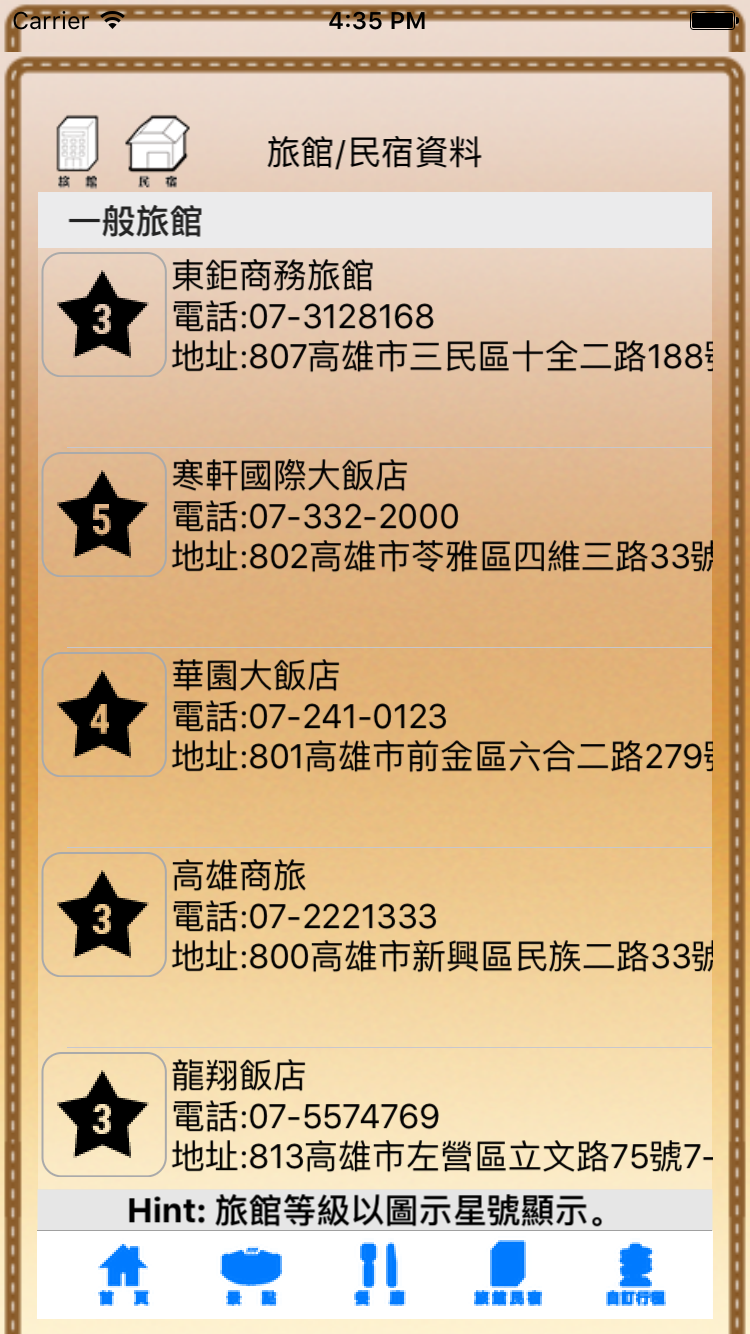 Carrier 4:35 PM
旅館 民宿 旅館/民宿資料
一般旅館
3
東鉅商務旅館
電話:07-3128168
地址:807高雄市三民區十全二路188號
5
寒軒國際大飯店
電話:07-332-2000
地址:802高雄市苓雅區四維三路33號
4
華園大飯店
電話:07-241-0123
地址:801高雄市前金區六合二路279號
3
高雄商旅
電話:07-2221333
地址:800高雄市新興區民族二路33號
3
龍翔飯店
電話:07-5574769
地址:813高雄市左營區立文路75號7-
Hint: 旅館等級以圖示星號顯示。
首頁 景點 餐廳 旅館民宿 自訂行程